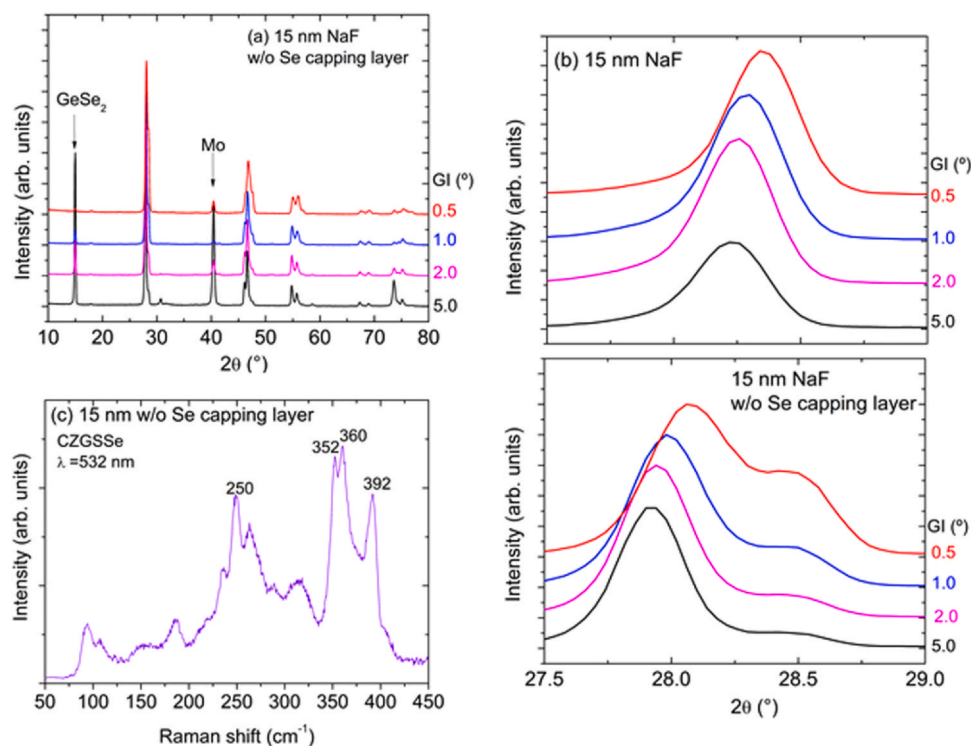 (a) 15 nm NaF
w/o Se capping layer
GeSe₂
Mo
GI (º)
0.5
1.0
2.0
5.0
Intensity (arb. units)
10 20 30 40 50 60 70 80
2θ (°)
(b) 15 nm NaF
GI (º)
0.5
1.0
2.0
5.0
Intensity (arb. units)
(c) 15 nm w/o Se capping layer
CZGSSe
λ =532 nm
250
352
360
392
Intensity (arb. units)
50 100 150 200 250 300 350 400 450
Raman shift (cm⁻¹)
15 nm NaF
w/o Se capping layer
GI (º)
0.5
1.0
2.0
5.0
Intensity (arb. units)
27.5 28.0 28.5 29.0
2θ (°)